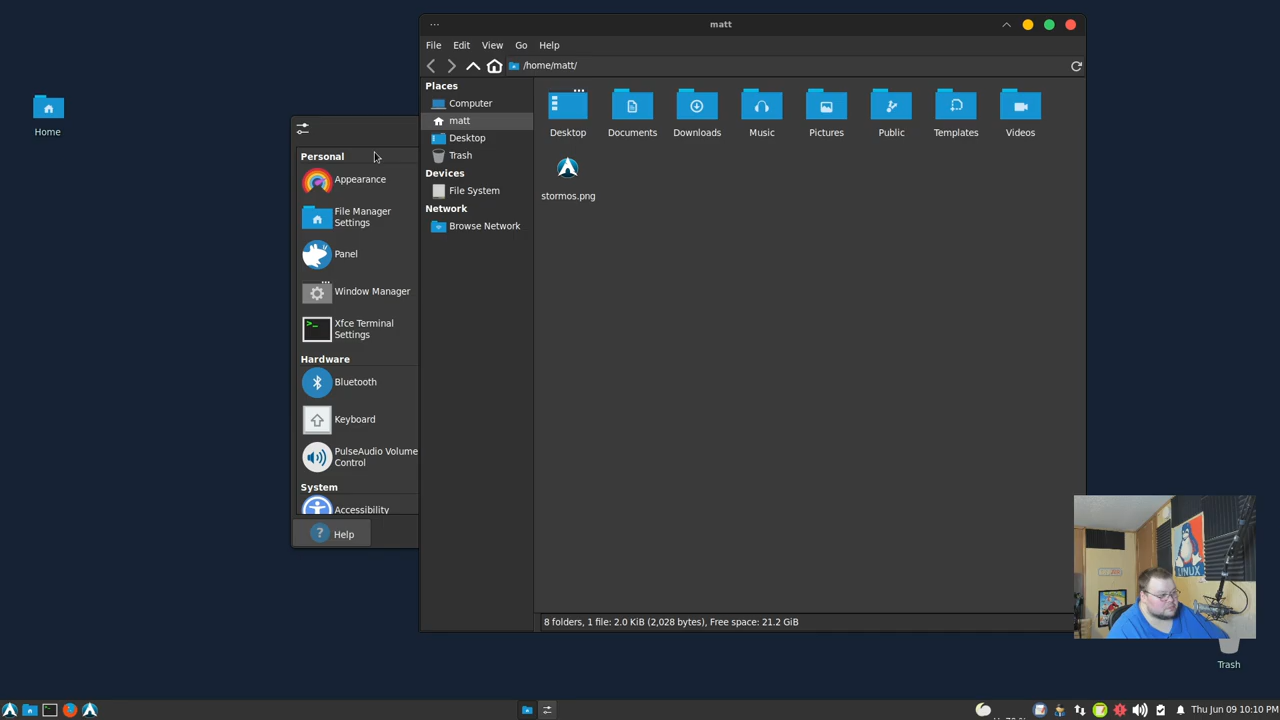 matt
File Edit View Go Help
/home/matt/
Places
Computer
matt
Desktop
Trash
Devices
File System
Network
Browse Network
Desktop Documents Downloads Music Pictures Public Templates Videos
stormos.png
8 folders, 1 file: 2.0 KiB (2,028 bytes), Free space: 21.2 GiB
Home
Personal
Appearance
File Manager
Settings
Panel
Window Manager
>_ Xfce Terminal
Settings
Hardware
Bluetooth
Keyboard
PulseAudio Volume
Control
System
Accessibility
? Help
LINUX
Trash
Thu Jun 09 10:10 PM